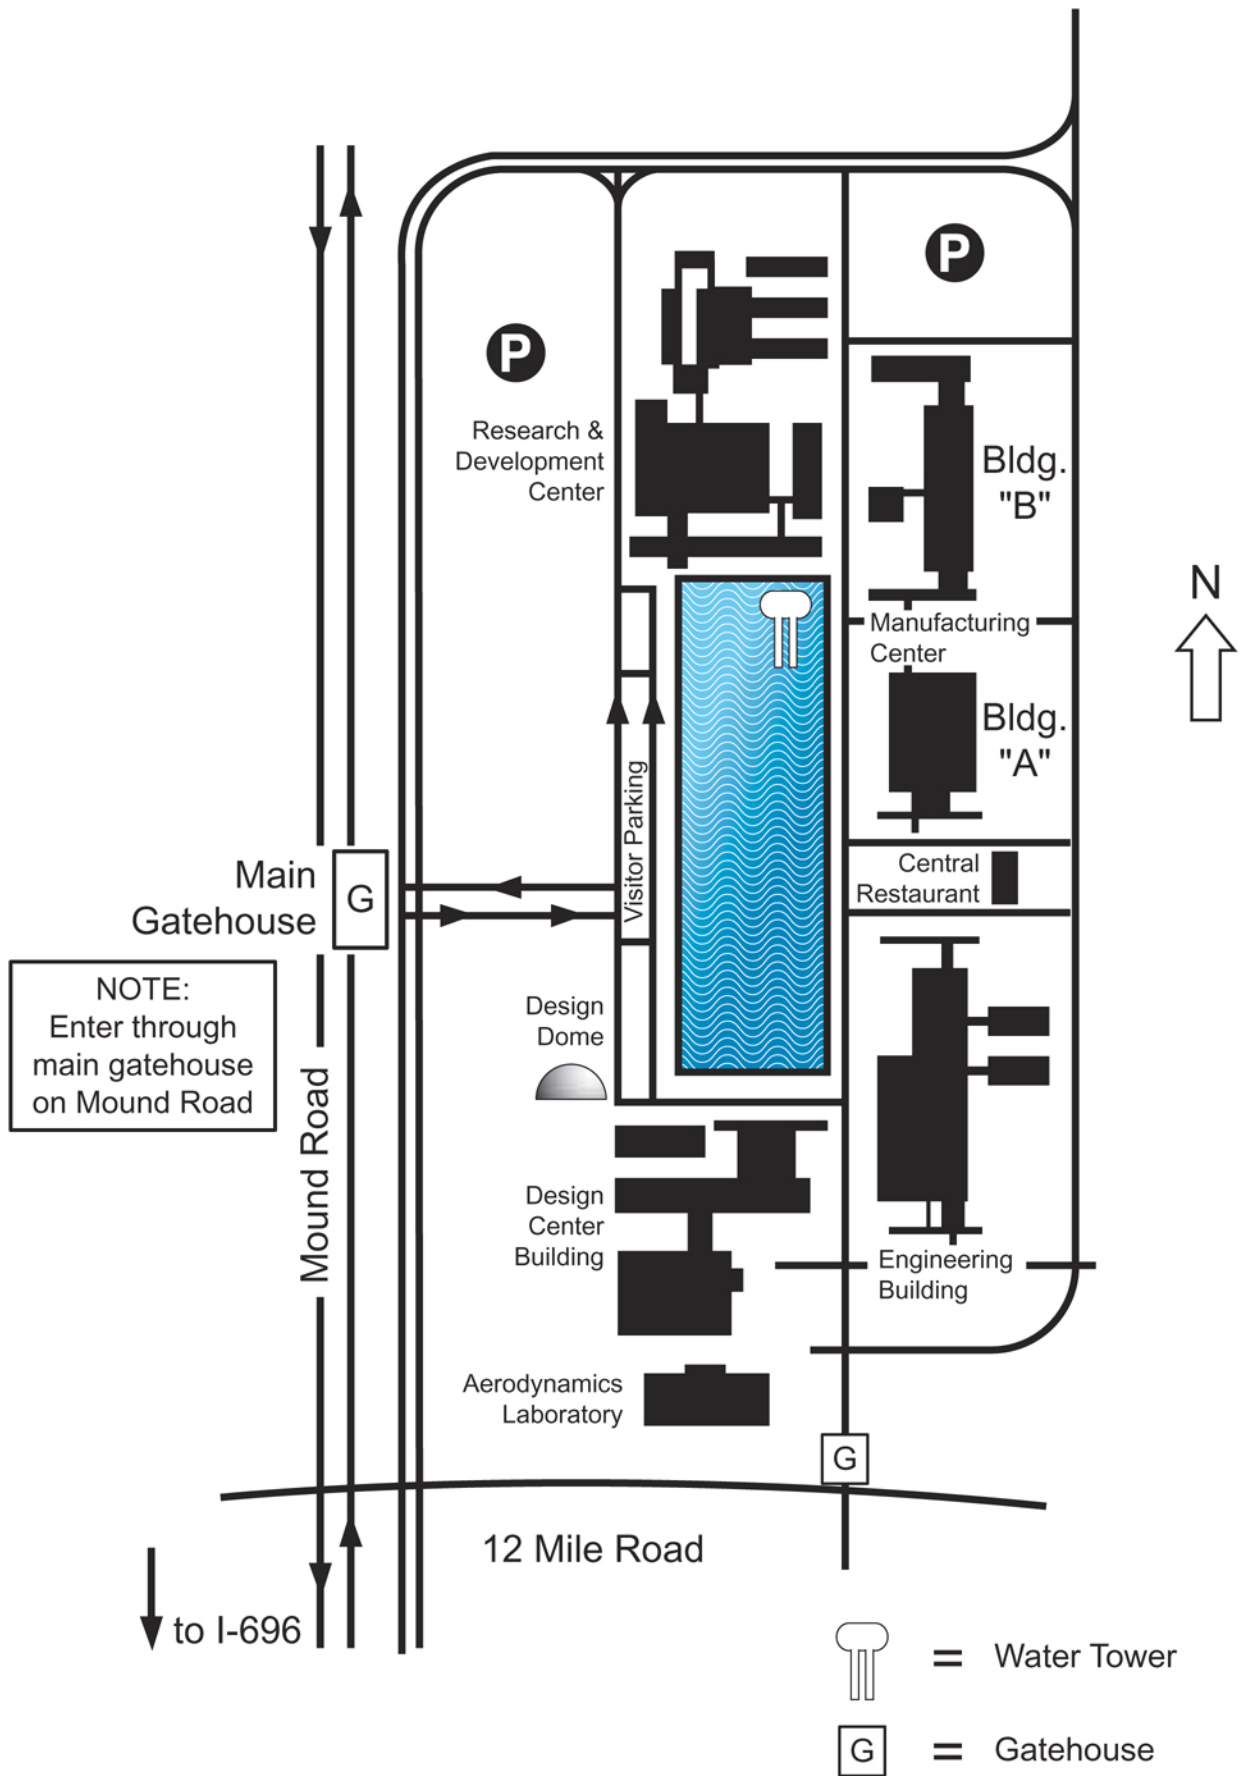 P
P
Research &
Development
Center
Bldg.
"B"
N
Manufacturing
Center
Bldg.
"A"
Visitor Parking
Main
Gatehouse
G
Central
Restaurant
NOTE:
Enter through
main gatehouse
on Mound Road
Design
Dome
Mound Road
Design
Center
Building
Engineering
Building
Aerodynamics
Laboratory
G
12 Mile Road
to I-696
= Water Tower
G = Gatehouse